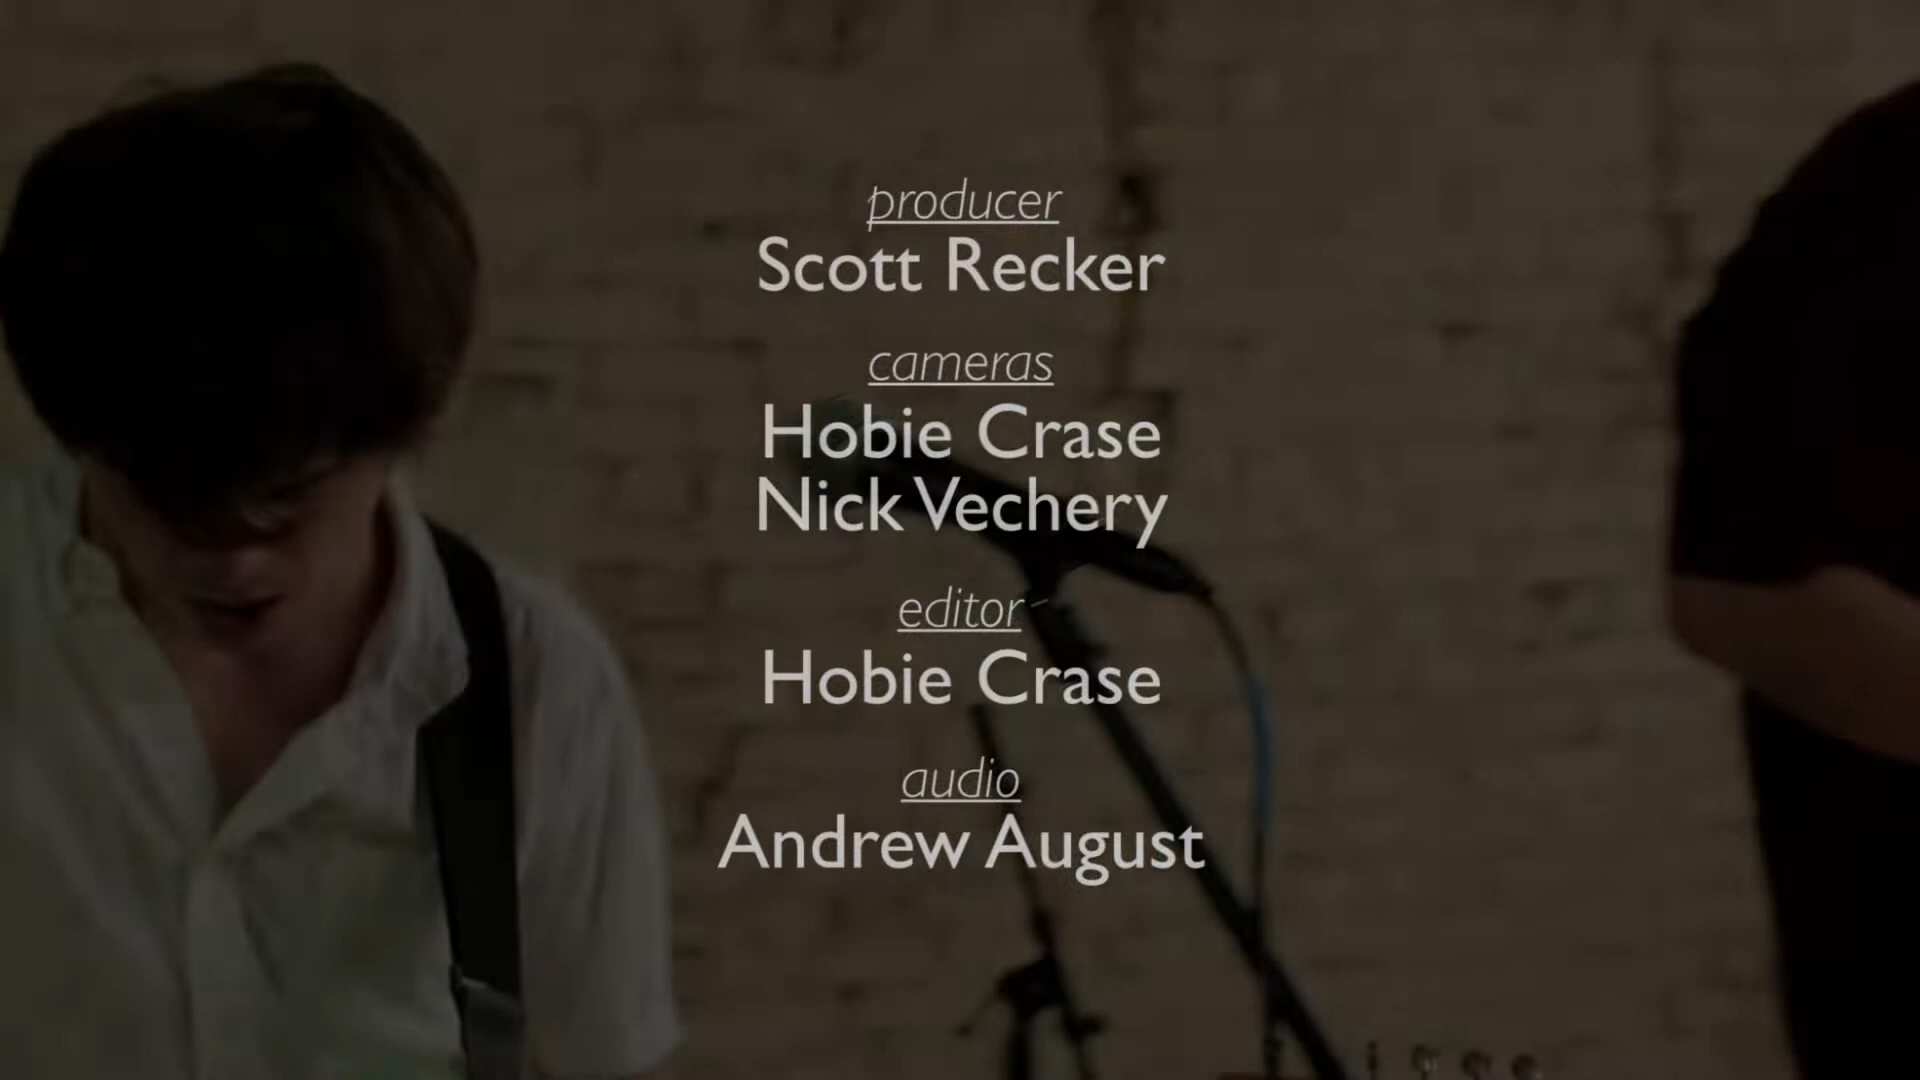 producer
Scott Recker
cameras
Hobie Crase
Nick Vechery
editor
Hobie Crase
audio
Andrew August